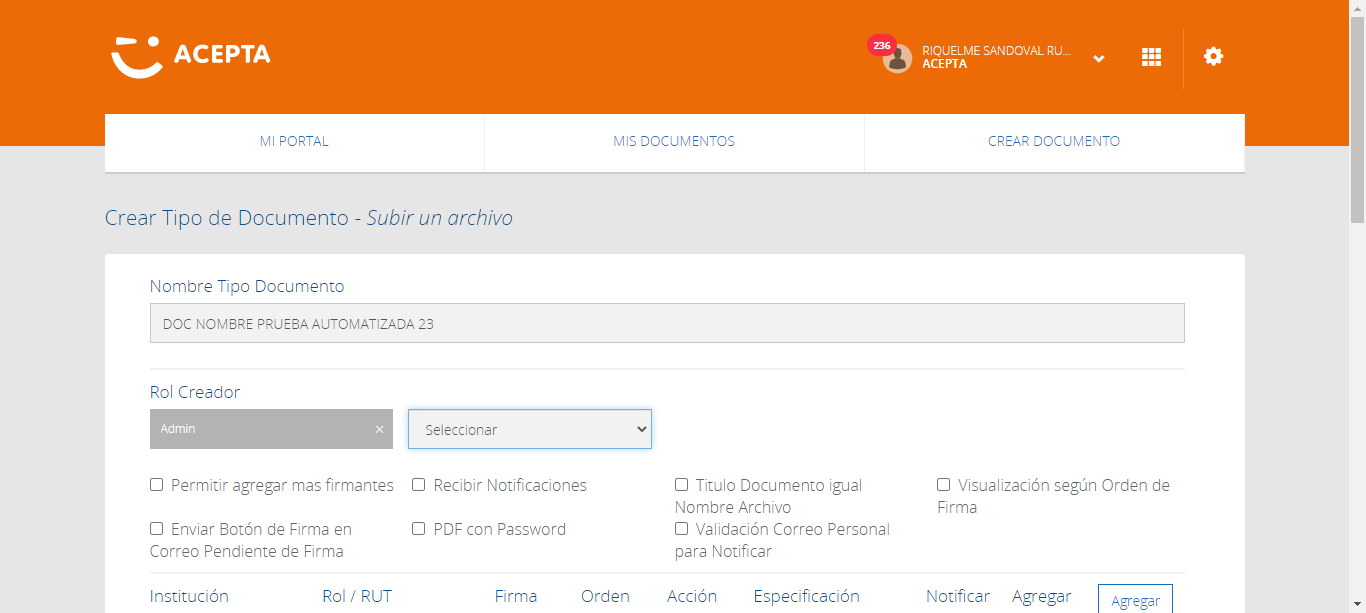 ACEPTA
236
RIQUELME SANDOVAL RU...
ACEPTA
MI PORTAL
MIS DOCUMENTOS
CREAR DOCUMENTO
Crear Tipo de Documento - Subir un archivo
Nombre Tipo Documento
DOC NOMBRE PRUEBA AUTOMATIZADA 23
Rol Creador
Admin ×
Seleccionar
Permitir agregar mas firmantes
Recibir Notificaciones
Titulo Documento igual
Nombre Archivo
Visualización según Orden de
Firma
Enviar Botón de Firma en
Correo Pendiente de Firma
PDF con Password
Validación Correo Personal
para Notificar
Institución Rol / RUT Firma Orden Acción Especificación Notificar Agregar Agregar